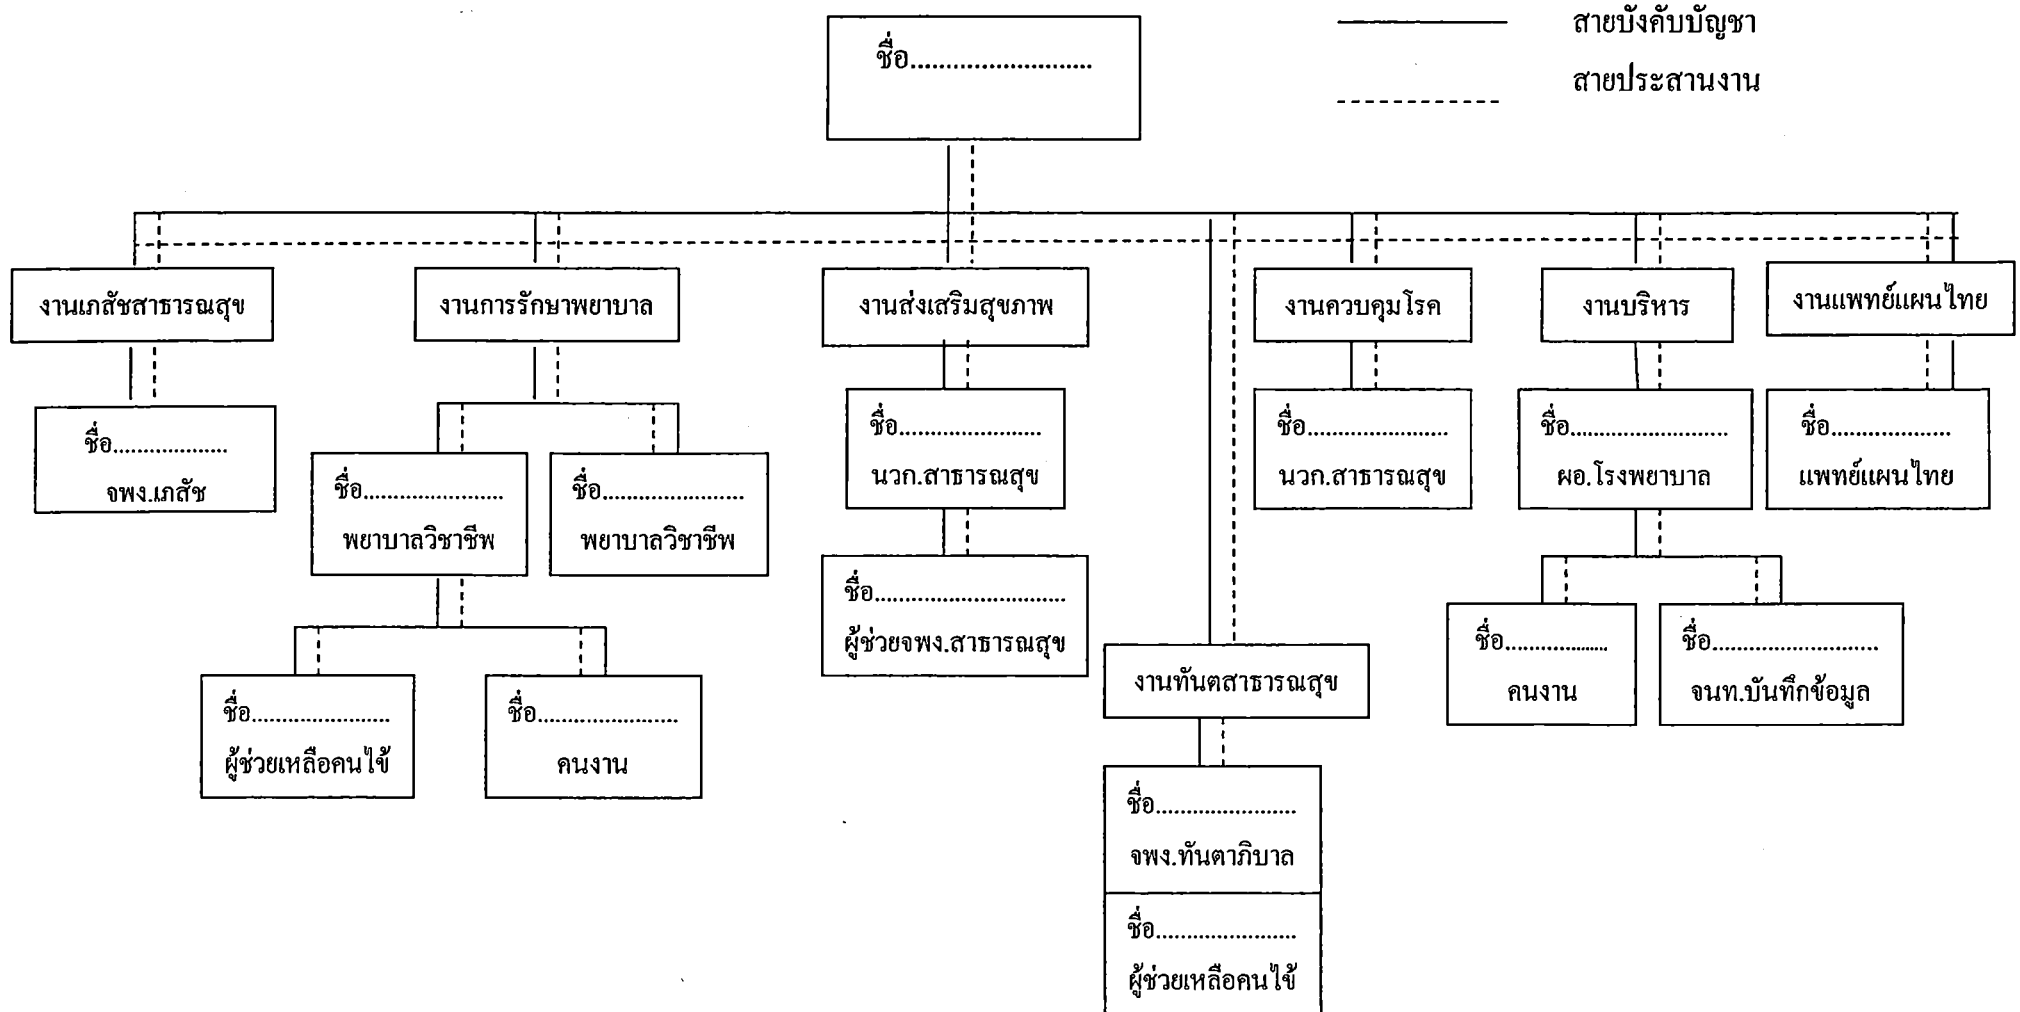 ชื่อ..........................
สายบังคับบัญชา
สายประสานงาน
งานเภสัชสาธารณสุข
งานการรักษาพยาบาล
งานส่งเสริมสุขภาพ
งานควบคุมโรค
งานบริหาร
งานแพทย์แผนไทย
ชื่อ...................
จพง.เภสัช
ชื่อ.......................
พยาบาลวิชาชีพ
ชื่อ.......................
พยาบาลวิชาชีพ
ชื่อ.......................
นวก.สาธารณสุข
ชื่อ.......................
นวก.สาธารณสุข
ชื่อ..........................
ผอ.โรงพยาบาล
ชื่อ....................
แพทย์แผนไทย
ชื่อ.......................
ผู้ช่วยเหลือคนไข้
ชื่อ.......................
คนงาน
ชื่อ................................
ผู้ช่วยจพง.สาธารณสุข
ชื่อ.................
คนงาน
ชื่อ............................
จนท.บันทึกข้อมูล
งานทันตสาธารณสุข
ชื่อ.......................
จพง.ทันตาภิบาล
ชื่อ.......................
ผู้ช่วยเหลือคนไข้